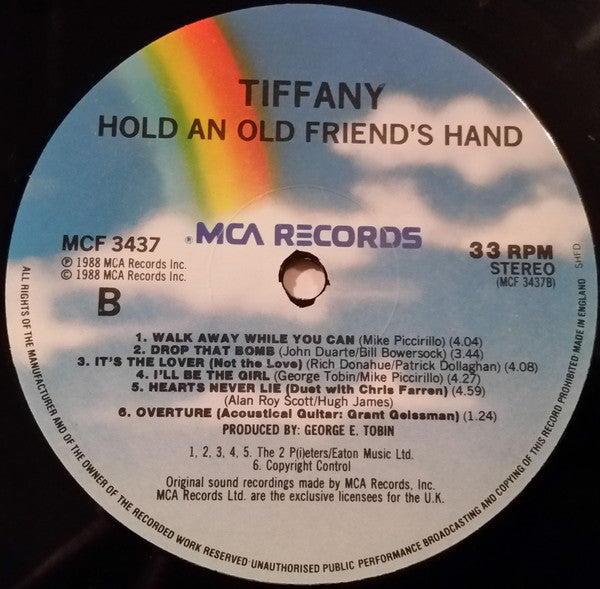 TIFFANY
HOLD AN OLD FRIEND'S HAND
MCF 3437
℗ 1988 MCA Records Inc.
© 1988 MCA Records Inc.
B
® MCA RECORDS
33 RPM
STEREO
(MCF 3437B)
SHFD.
1. WALK AWAY WHILE YOU CAN (Mike Piccirillo) (4.04)
2. DROP THAT BOMB (John Duarte/Bill Bowersock) (3.44)
3. IT'S THE LOVER (Not the Love) (Rich Donahue/Patrick Dollaghan) (4.08)
4. I'LL BE THE GIRL (George Tobin/Mike Piccirillo) (4.27)
5. HEARTS NEVER LIE (Duet with Chris Farren) (4.59)
(Alan Roy Scott/Hugh James)
6. OVERTURE (Acoustical Guitar: Grant Geissman) (1.24)
PRODUCED BY: GEORGE E. TOBIN
1, 2, 3, 4, 5. The 2 P(i)eters/Eaton Music Ltd.
6. Copyright Control
Original sound recordings made by MCA Records, Inc.
MCA Records Ltd. are the exclusive licensees for the U.K.
ALL RIGHTS OF THE MANUFACTURER AND OF THE OWNER OF THE RECORDED WORK RESERVED·UNAUTHORISED PUBLIC PERFORMANCE BROADCASTING AND COPYING OF THIS RECORD PROHIBITED MADE IN ENGLAND